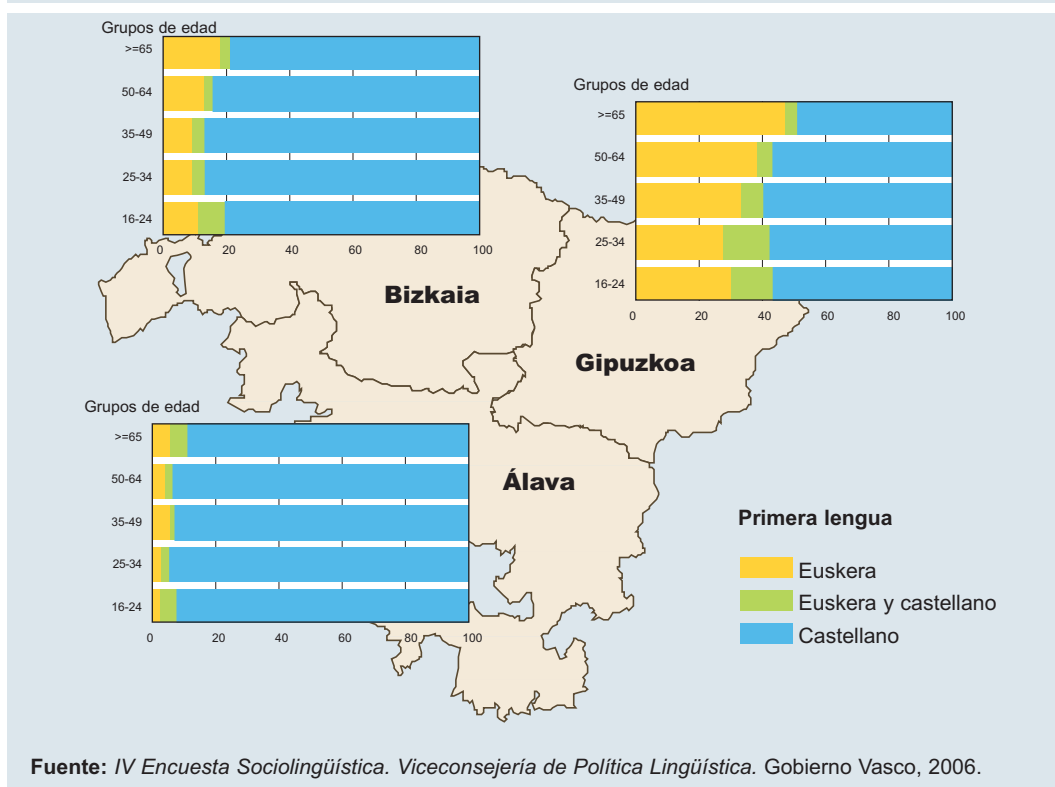 Grupos de edad
>=65
50-64
35-49
25-34
16-24
0 20 40 60 80 100
Grupos de edad
>=65
50-64
35-49
25-34
16-24
0 20 40 60 80 100
Bizkaia
Gipuzkoa
Grupos de edad
>=65
50-64
35-49
25-34
16-24
0 20 40 60 80 100
Álava
Primera lengua
Euskera
Euskera y castellano
Castellano
Fuente: IV Encuesta Sociolingüística. Viceconsejería de Política Lingüística. Gobierno Vasco, 2006.